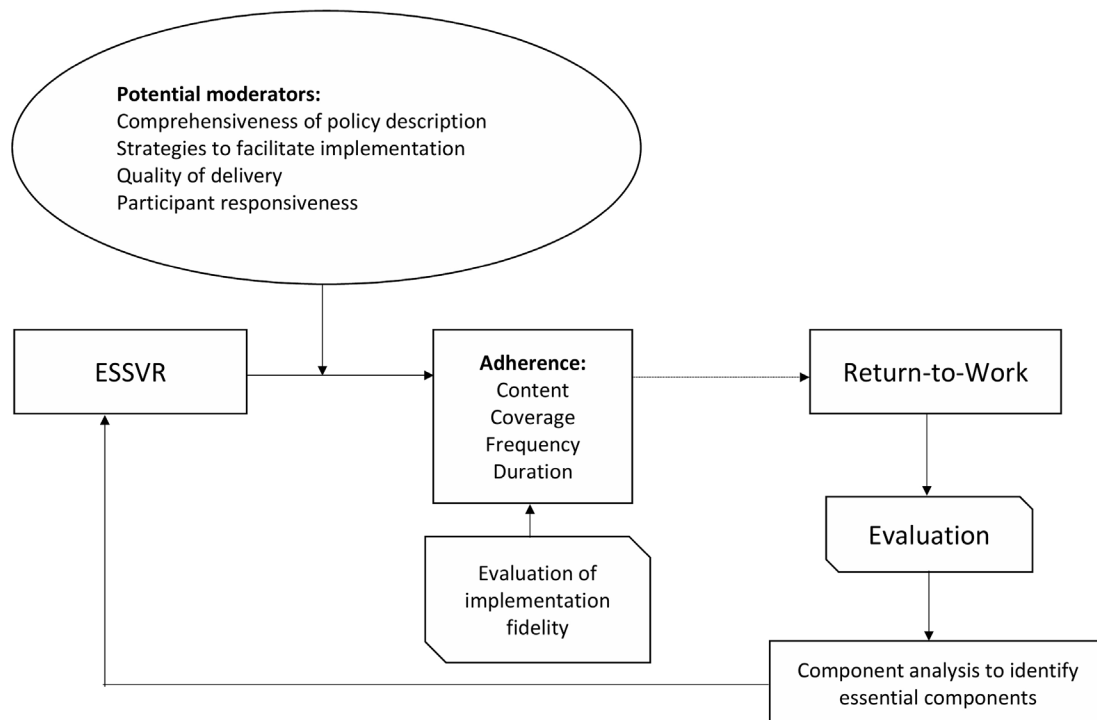 Potential moderators:
Comprehensiveness of policy description
Strategies to facilitate implementation
Quality of delivery
Participant responsiveness
ESSVR
Adherence:
Content
Coverage
Frequency
Duration
Return-to-Work
Evaluation of
implementation
fidelity
Evaluation
Component analysis to identify
essential components